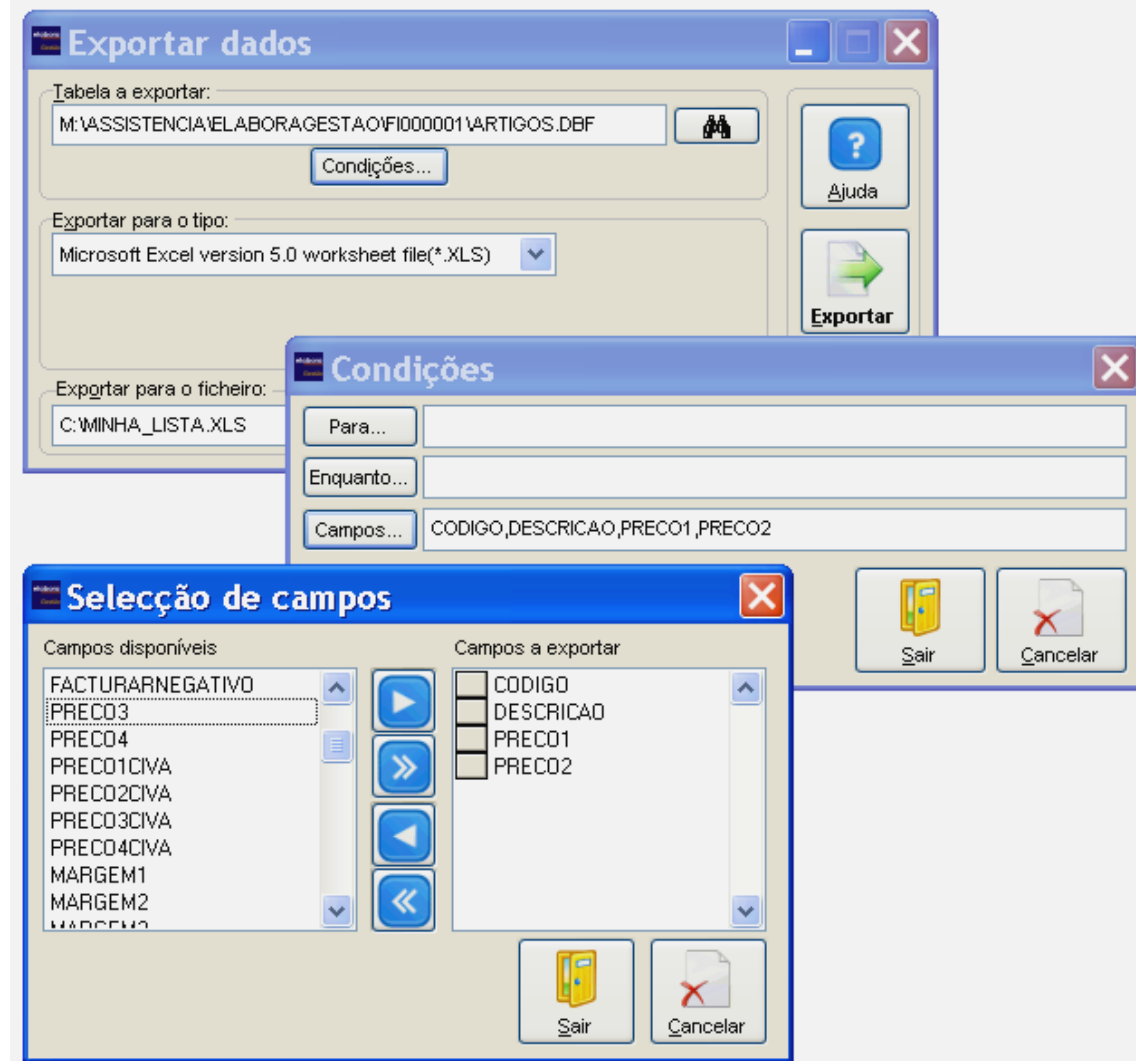 Exportar dados
Tabela a exportar:
M:\ASSISTENCIA\ELABORAGESTAO\FI000001\ARTIGOS.DBF
Condições...
Ajuda
Exportar para o tipo:
Microsoft Excel version 5.0 worksheet file(*.XLS)
Exportar
Exportar para o ficheiro:
C:\MINHA_LISTA.XLS
Condições
Para...
Enquanto...
Campos... CODIGO,DESCRICAO,PRECO1,PRECO2
Sair
Cancelar
Selecção de campos
Campos disponíveis
FACTURARNEGATIVO
PRECO3
PRECO4
PRECO1CIVA
PRECO2CIVA
PRECO3CIVA
PRECO4CIVA
MARGEM1
MARGEM2
Campos a exportar
CODIGO
DESCRICAO
PRECO1
PRECO2
Sair
Cancelar